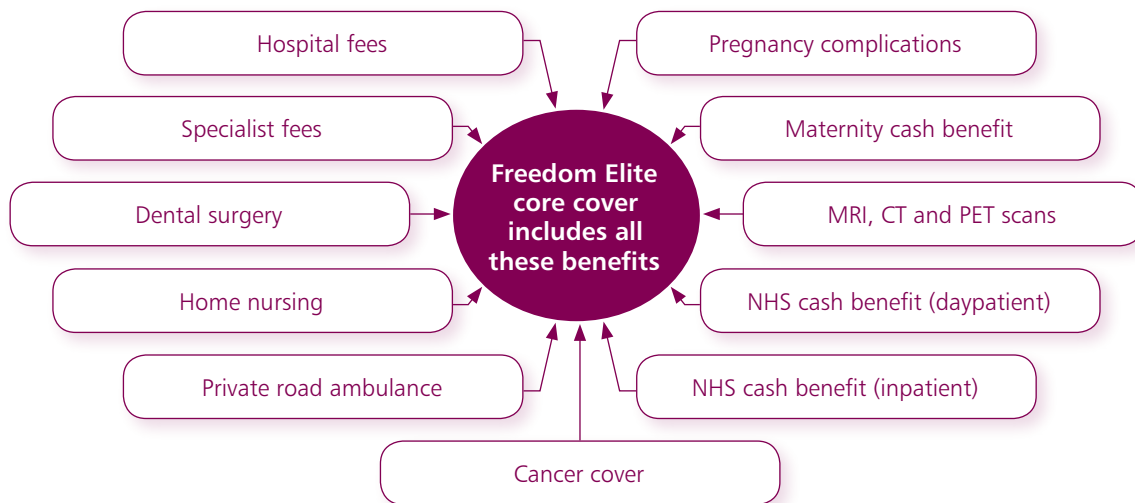 Hospital fees
Pregnancy complications
Specialist fees
Maternity cash benefit
Freedom Elite
core cover
includes all
these benefits
Dental surgery
MRI, CT and PET scans
Home nursing
NHS cash benefit (daypatient)
Private road ambulance
NHS cash benefit (inpatient)
Cancer cover